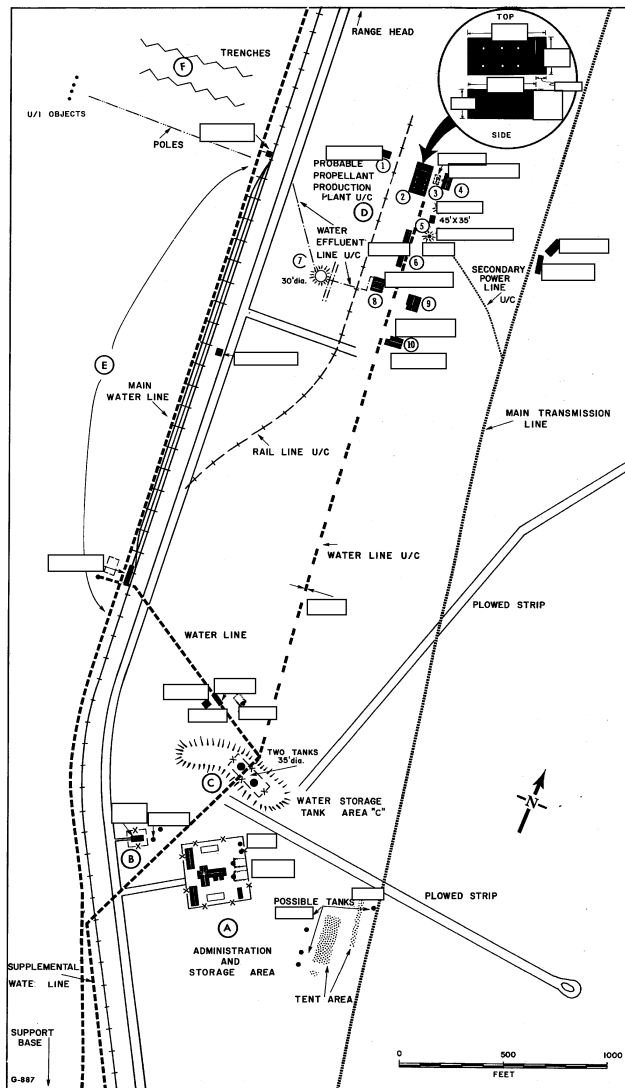 TOP
SIDE
RANGE HEAD
TRENCHES
F
U/I OBJECTS
POLES
1
PROBABLE
PROPELLANT
PRODUCTION
PLANT U/C
D
2
3
4
5
45'X35'
WATER
EFFLUENT
LINE U/C
7
30'dia.
6
SECONDARY
POWER
LINE
U/C
8
9
10
E
MAIN
WATER LINE
MAIN TRANSMISSION
LINE
RAIL LINE U/C
WATER LINE U/C
PLOWED STRIP
WATER LINE
TWO TANKS
35'dia.
C
WATER STORAGE
TANK AREA "C"
N
B
PLOWED STRIP
POSSIBLE TANKS
A
ADMINISTRATION
AND
STORAGE AREA
TENT AREA
SUPPLEMENTAL
WATE LINE
SUPPORT
BASE
G-887
0 500 1000
FEET